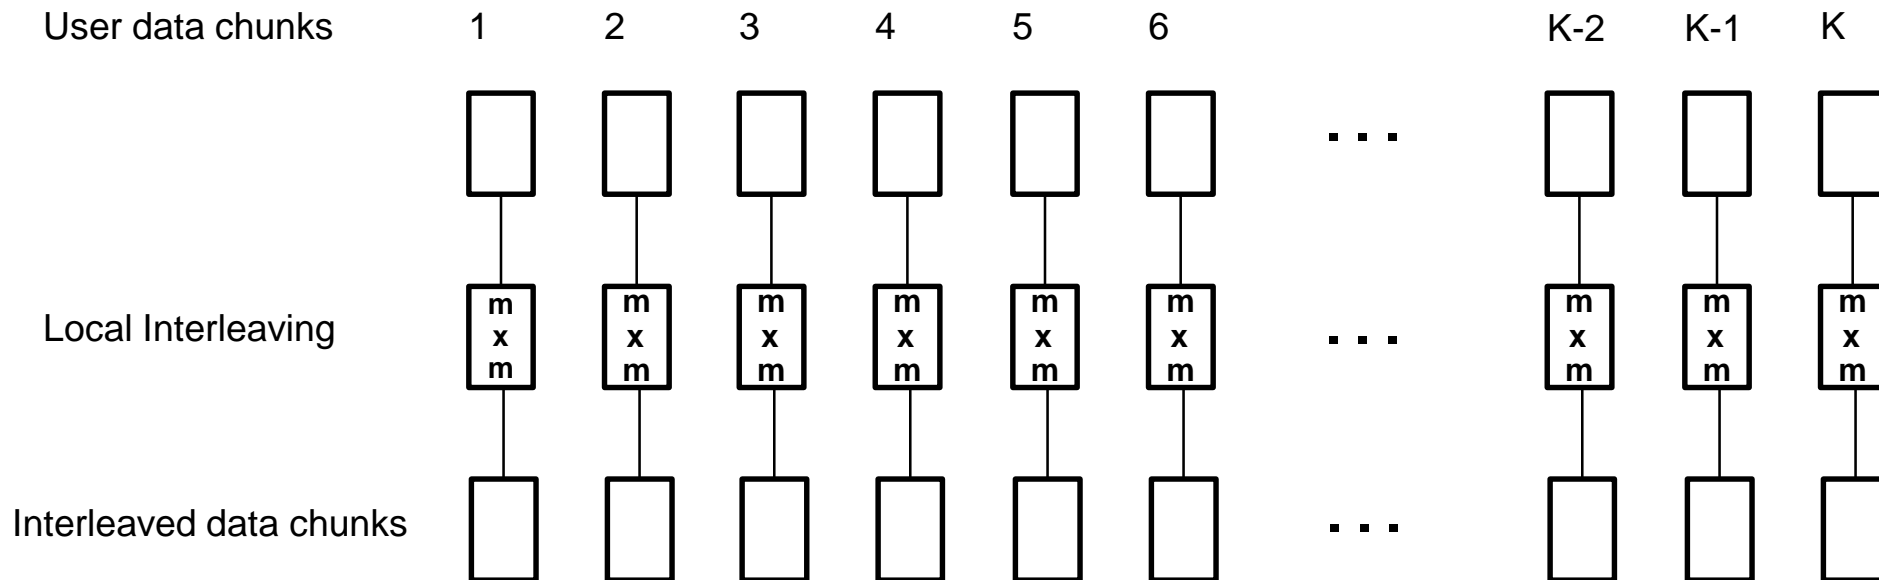 User data chunks 1 2 3 4 5 6 K-2 K-1 K
. . .
Local Interleaving m x m m x m m x m m x m m x m m x m . . . m x m m x m m x m
Interleaved data chunks . . .